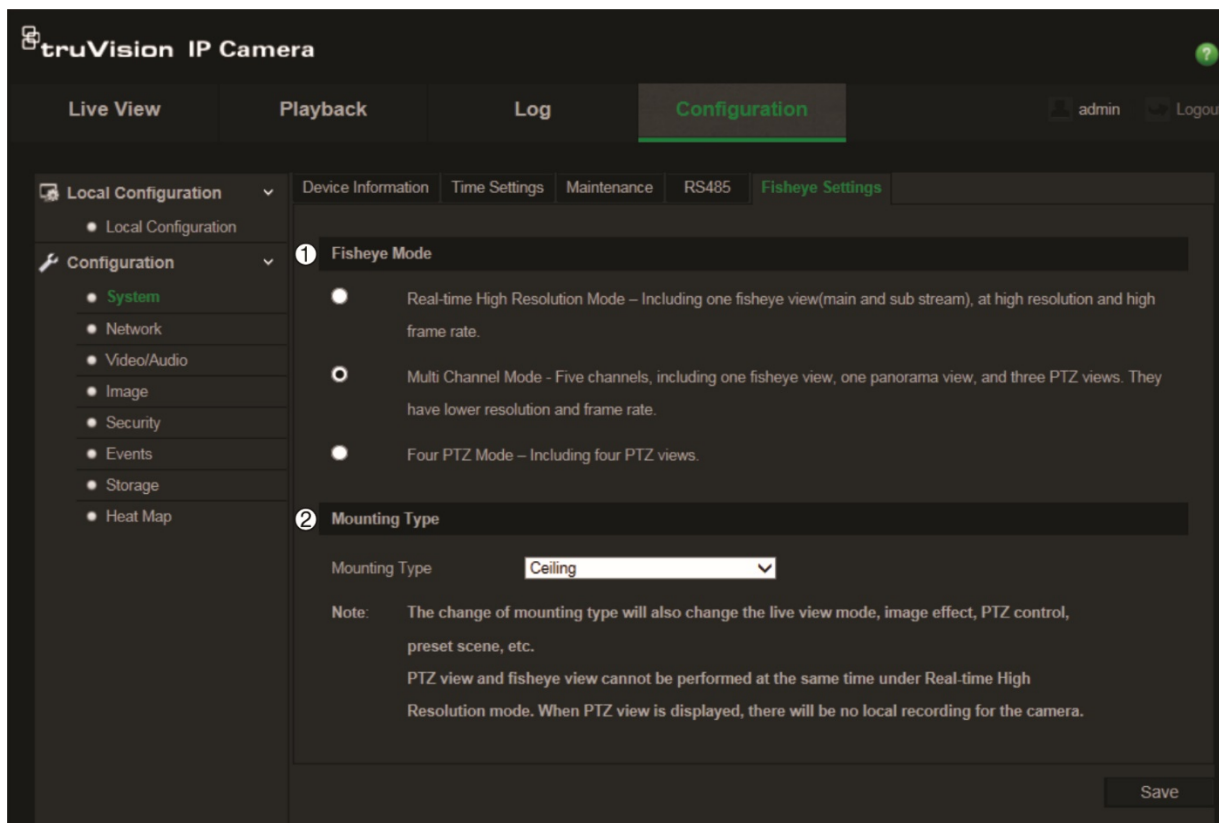 truVision IP Camera
?
Live View Playback Log Configuration admin Logou
Local Configuration
Local Configuration
Configuration
System
Network
Video/Audio
Image
Security
Events
Storage
Heat Map
Device Information Time Settings Maintenance RS485 Fisheye Settings
1 Fisheye Mode
Real-time High Resolution Mode – Including one fisheye view(main and sub stream), at high resolution and high
frame rate.
Multi Channel Mode - Five channels, including one fisheye view, one panorama view, and three PTZ views. They
have lower resolution and frame rate.
Four PTZ Mode – Including four PTZ views.
2 Mounting Type
Mounting Type Ceiling
Note: The change of mounting type will also change the live view mode, image effect, PTZ control,
preset scene, etc.
PTZ view and fisheye view cannot be performed at the same time under Real-time High
Resolution mode. When PTZ view is displayed, there will be no local recording for the camera.
Save